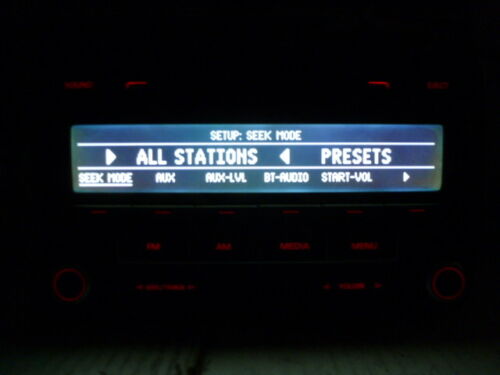 SETUP: SEEK MODE
ALL STATIONS PRESETS
SEEK MODE AUX AUX-LVL BT-AUDIO START-VOL
FM AM MEDIA MENU
VOLUME